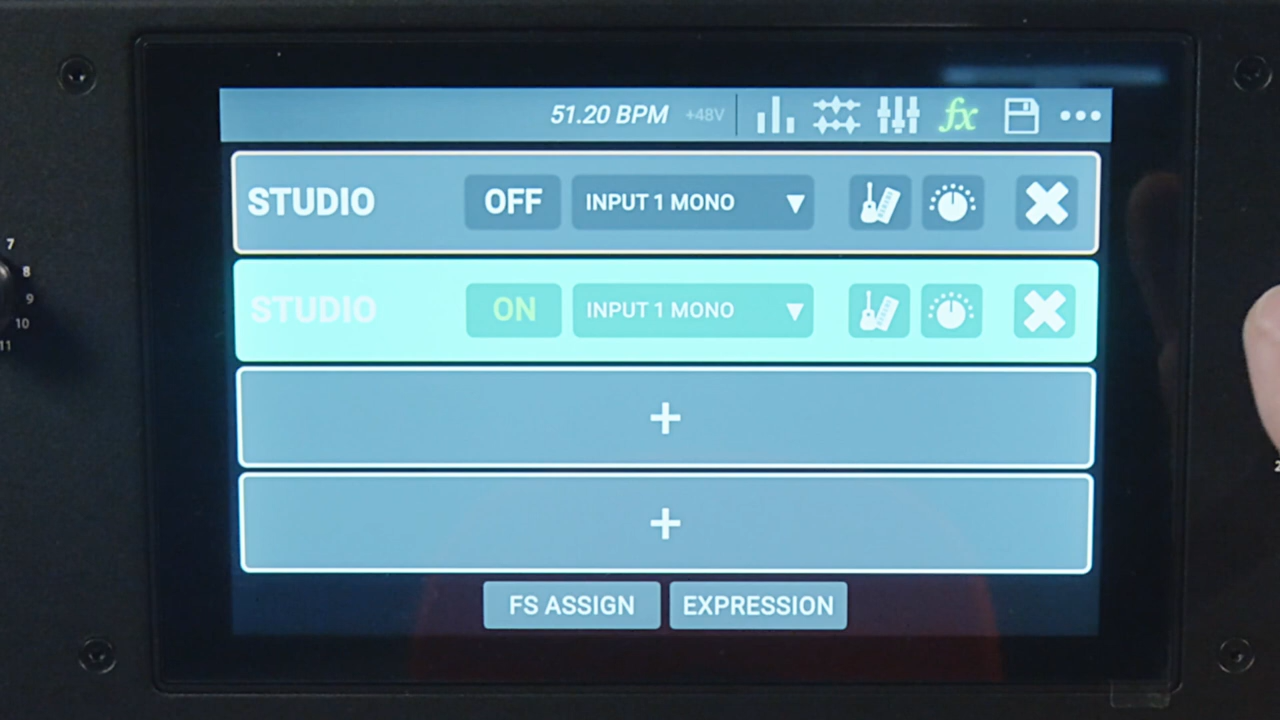 51.20 BPM +48V fx
STUDIO OFF INPUT 1 MONO
STUDIO ON INPUT 1 MONO
+
+
FS ASSIGN EXPRESSION
7
8
9
10
11
2